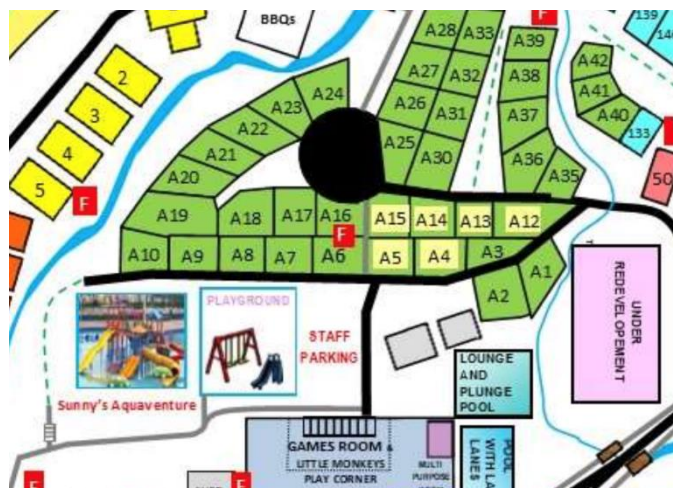 BBQs
F
139
A28
A33
A39
2
A27
A32
A38
A42
3
A24
A26
A31
A41
A23
A37
A40
133
4
A22
A25
A30
A36
A35
50
5
A21
F
A20
A19
A18
A17
A16
A15
A14
A13
A12
F
A10
A9
A8
A7
A6
A5
A4
A3
A1
A2
PLAYGROUND
STAFF
PARKING
Sunny's Aquaventure
LOUNGE
AND
PLUNGE
POOL
UNDER
REDEVELOPEMENT
GAMES ROOM &
LITTLE MONKEYS
PLAY CORNER
MULTI
PURPOSE
POOL
WITH LA
LANES
F
F